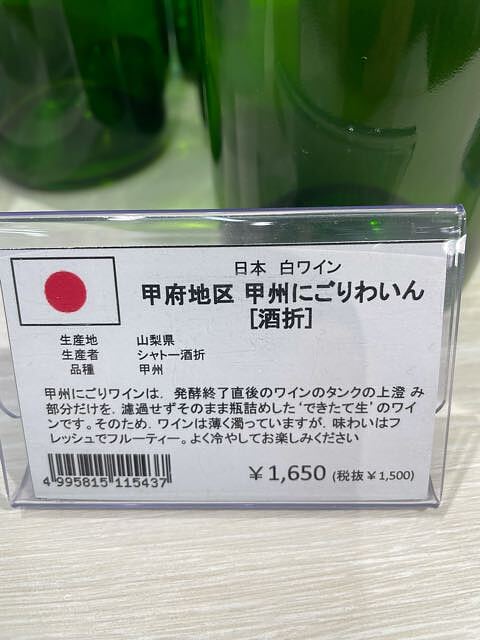 日本 白ワイン
甲府地区 甲州にごりわいん
[酒折]
生産地 山梨県
生産者 シャトー酒折
品種 甲州
甲州にごりワインは、発酵終了直後のワインのタンクの上澄 み
部分だけを、濾過せずそのまま瓶詰めした‘できたて生’のワイ
ンです。そのため、ワインは薄く濁っていますが、味わいはフ
レッシュでフルーティー。よく冷やしてお楽しみください
¥1,650 (税抜¥1,500)
4 995815 115437